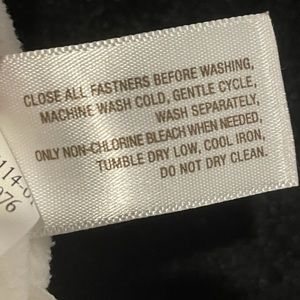 CLOSE ALL FASTNERS BEFORE WASHING,
MACHINE WASH COLD, GENTLE CYCLE,
WASH SEPARATELY,
ONLY NON-CHLORINE BLEACH WHEN NEEDED,
TUMBLE DRY LOW, COOL IRON,
DO NOT DRY CLEAN.